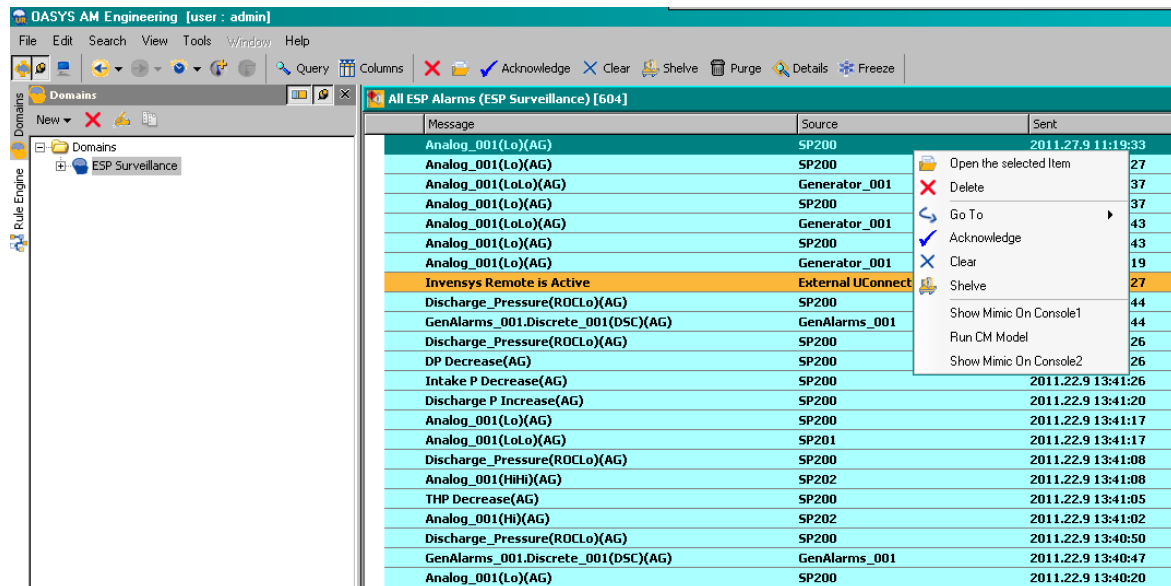 OASYS AM Engineering [user : admin]
File Edit Search View Tools Window Help
Query Columns Acknowledge Clear Shelve Purge Details Freeze
Domains
Rule Engine
Domains
New
Domains
ESP Surveillance
All ESP Alarms (ESP Surveillance) [604]
Message Source Sent
Analog_001(Lo)(AG) SP200 2011.27.9 11:19:33
Analog_001(Lo)(AG) SP200 27
Analog_001(LoLo)(AG) Generator_001 37
Analog_001(Lo)(AG) SP200 37
Analog_001(LoLo)(AG) Generator_001 43
Analog_001(Lo)(AG) SP200 43
Analog_001(Lo)(AG) Generator_001 19
Invensys Remote is Active External UConnect 27
Discharge_Pressure(ROCLo)(AG) SP200 44
GenAlarms_001.Discrete_001(DSC)(AG) GenAlarms_001 44
Discharge_Pressure(ROCLo)(AG) SP200 26
DP Decrease(AG) SP200 26
Intake P Decrease(AG) SP200 2011.22.9 13:41:26
Discharge P Increase(AG) SP200 2011.22.9 13:41:20
Analog_001(Lo)(AG) SP200 2011.22.9 13:41:17
Analog_001(LoLo)(AG) SP201 2011.22.9 13:41:17
Discharge_Pressure(ROCLo)(AG) SP200 2011.22.9 13:41:08
Analog_001(HiHi)(AG) SP202 2011.22.9 13:41:08
THP Decrease(AG) SP200 2011.22.9 13:41:05
Analog_001(Hi)(AG) SP202 2011.22.9 13:41:02
Discharge_Pressure(ROCLo)(AG) SP200 2011.22.9 13:40:50
GenAlarms_001.Discrete_001(DSC)(AG) GenAlarms_001 2011.22.9 13:40:47
Analog_001(Lo)(AG) SP200 2011.22.9 13:40:20
Open the selected Item
Delete
Go To
Acknowledge
Clear
Shelve
Show Mimic On Console1
Run CM Model
Show Mimic On Console2